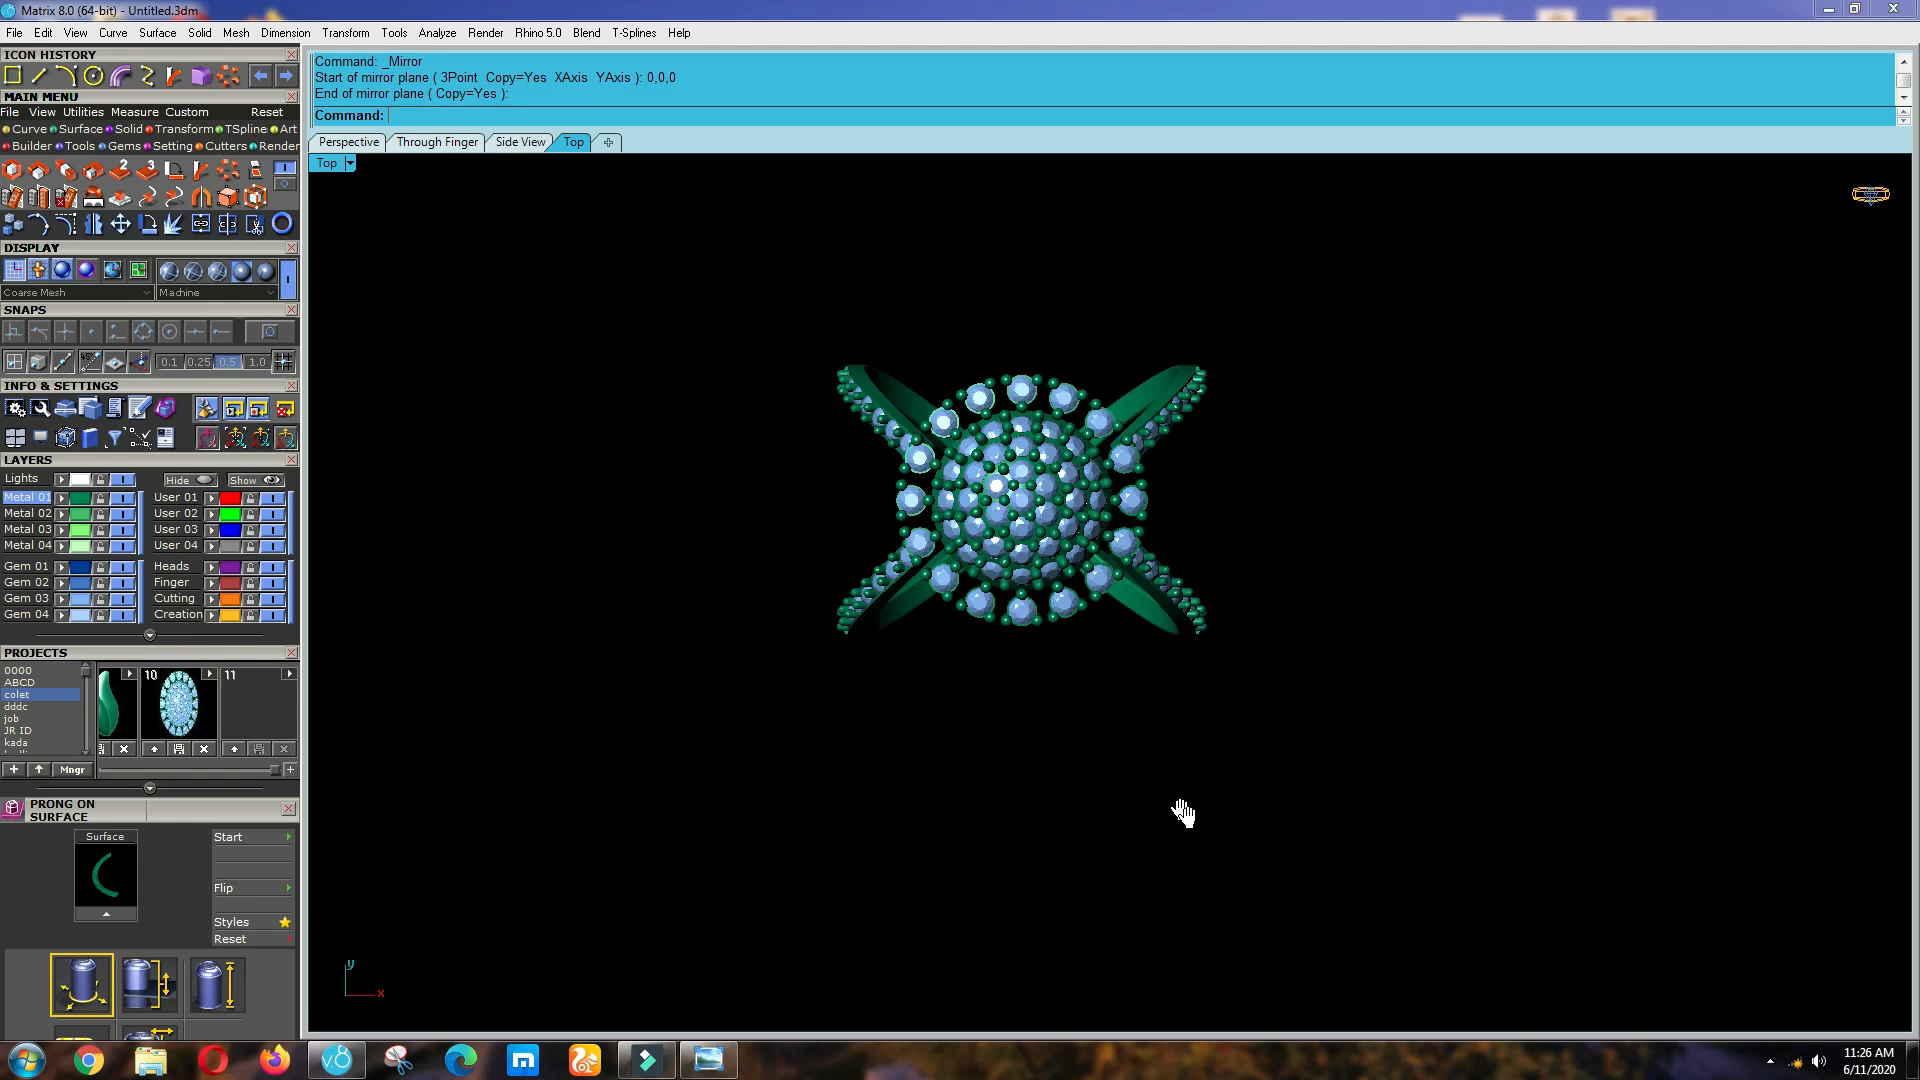 Matrix 8.0 (64-bit) - Untitled.3dm
File Edit View Curve Surface Solid Mesh Dimension Transform Tools Analyze Render Rhino 5.0 Blend T-Splines Help
ICON HISTORY
MAIN MENU
File View Utilities Measure Custom Reset
Curve Surface Solid Transform TSpline Art
Builder Tools Gems Setting Cutters Render
DISPLAY
Coarse Mesh Machine
SNAPS
0.1 0.25 0.5 1.0
INFO & SETTINGS
LAYERS
Lights Hide Show
Metal 01 User 01
Metal 02 User 02
Metal 03 User 03
Metal 04 User 04
Gem 01 Heads
Gem 02 Finger
Gem 03 Cutting
Gem 04 Creation
PROJECTS
0000
ABCD
colet
dddc
job
JR ID
kada
10 11
Mngr
PRONG ON
SURFACE
Surface
Start
Flip
Styles
Reset
Command: _Mirror
Start of mirror plane ( 3Point Copy=Yes XAxis YAxis ): 0,0,0
End of mirror plane ( Copy=Yes ):
Command:
Perspective Through Finger Side View Top
Top
y
x
v8
11:26 AM
6/11/2020